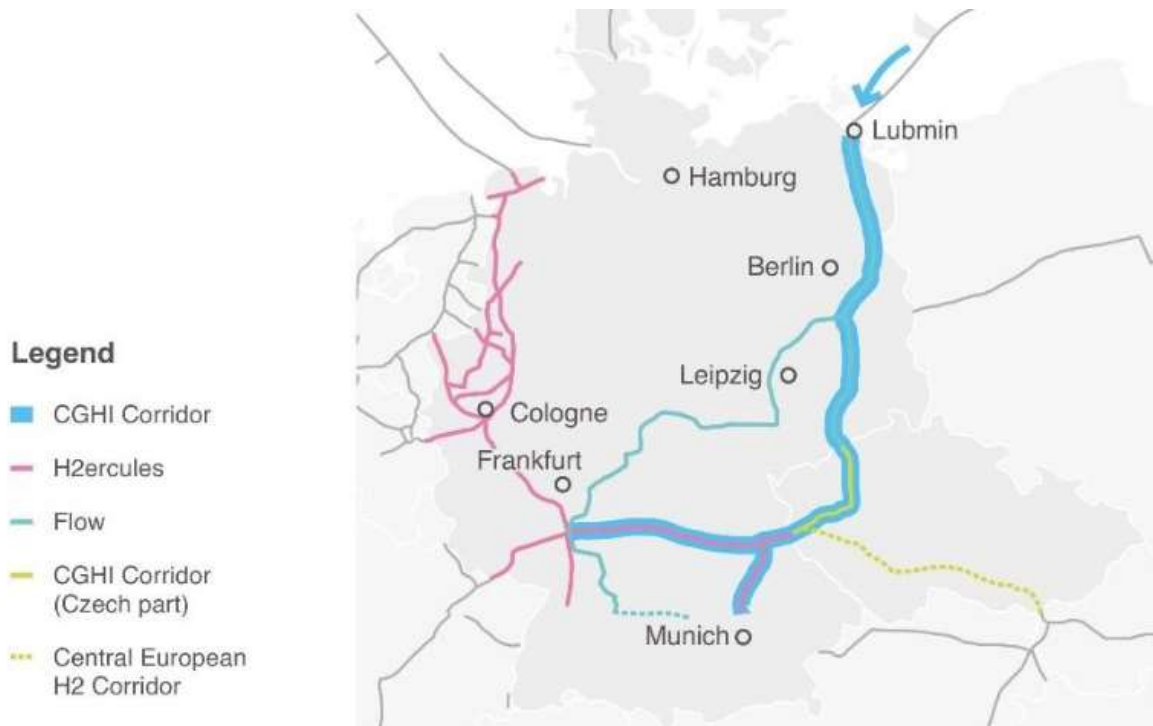 Lubmin
Hamburg
Berlin
Leipzig
Cologne
Frankfurt
Munich
Legend
CGHI Corridor
H2ercules
Flow
CGHI Corridor
(Czech part)
Central European
H2 Corridor